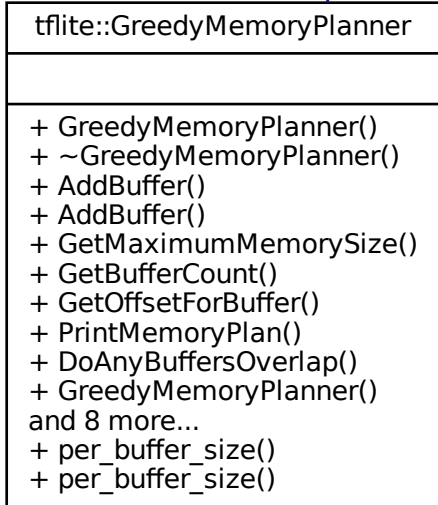 tflite::GreedyMemoryPlanner
+ GreedyMemoryPlanner()
+ ~GreedyMemoryPlanner()
+ AddBuffer()
+ AddBuffer()
+ GetMaximumMemorySize()
+ GetBufferCount()
+ GetOffsetForBuffer()
+ PrintMemoryPlan()
+ DoAnyBuffersOverlap()
+ GreedyMemoryPlanner()
and 8 more...
+ per_buffer_size()
+ per_buffer_size()